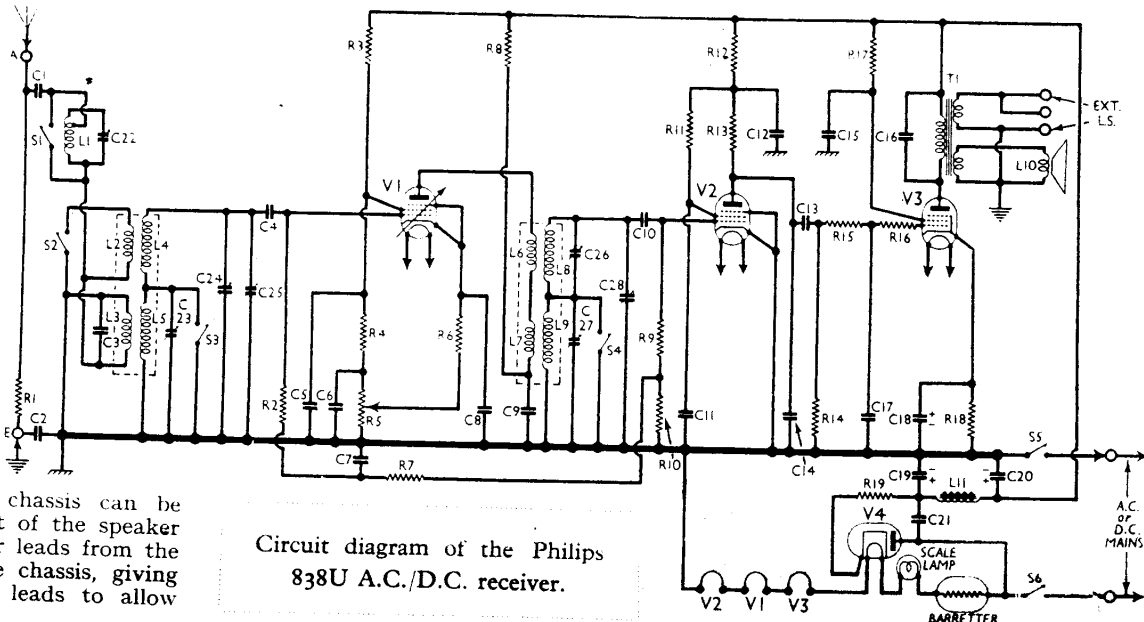 A
C1
*
S1
L1
C22
S2
L2
L4
L3
C3
L5
C
23
S3
C24
C25
C4
R1
E
C2
R3
V1
R8
R4
R6
C5
C6
R2
R5
C8
C7
R7
L6
L8
C26
L7
L9
C
27
S4
C9
C28
C10
R9
R10
R11
R12
R13
C12
V2
C11
C13
C14
R14
R15
C15
R17
C16
T1
V3
R16
C17
C18
+
−
R18
EXT.
L.S.
L10
S5
C19
−
+
L11
−
+
C20
R19
C21
V4
SCALE
LAMP
S6
A.C.
or
D.C.
MAINS
V2
V1
V3
BARRETTER
chassis can be
t of the speaker
r leads from the
e chassis, giving
leads to allow
Circuit diagram of the Philips
838U A.C./D.C. receiver.